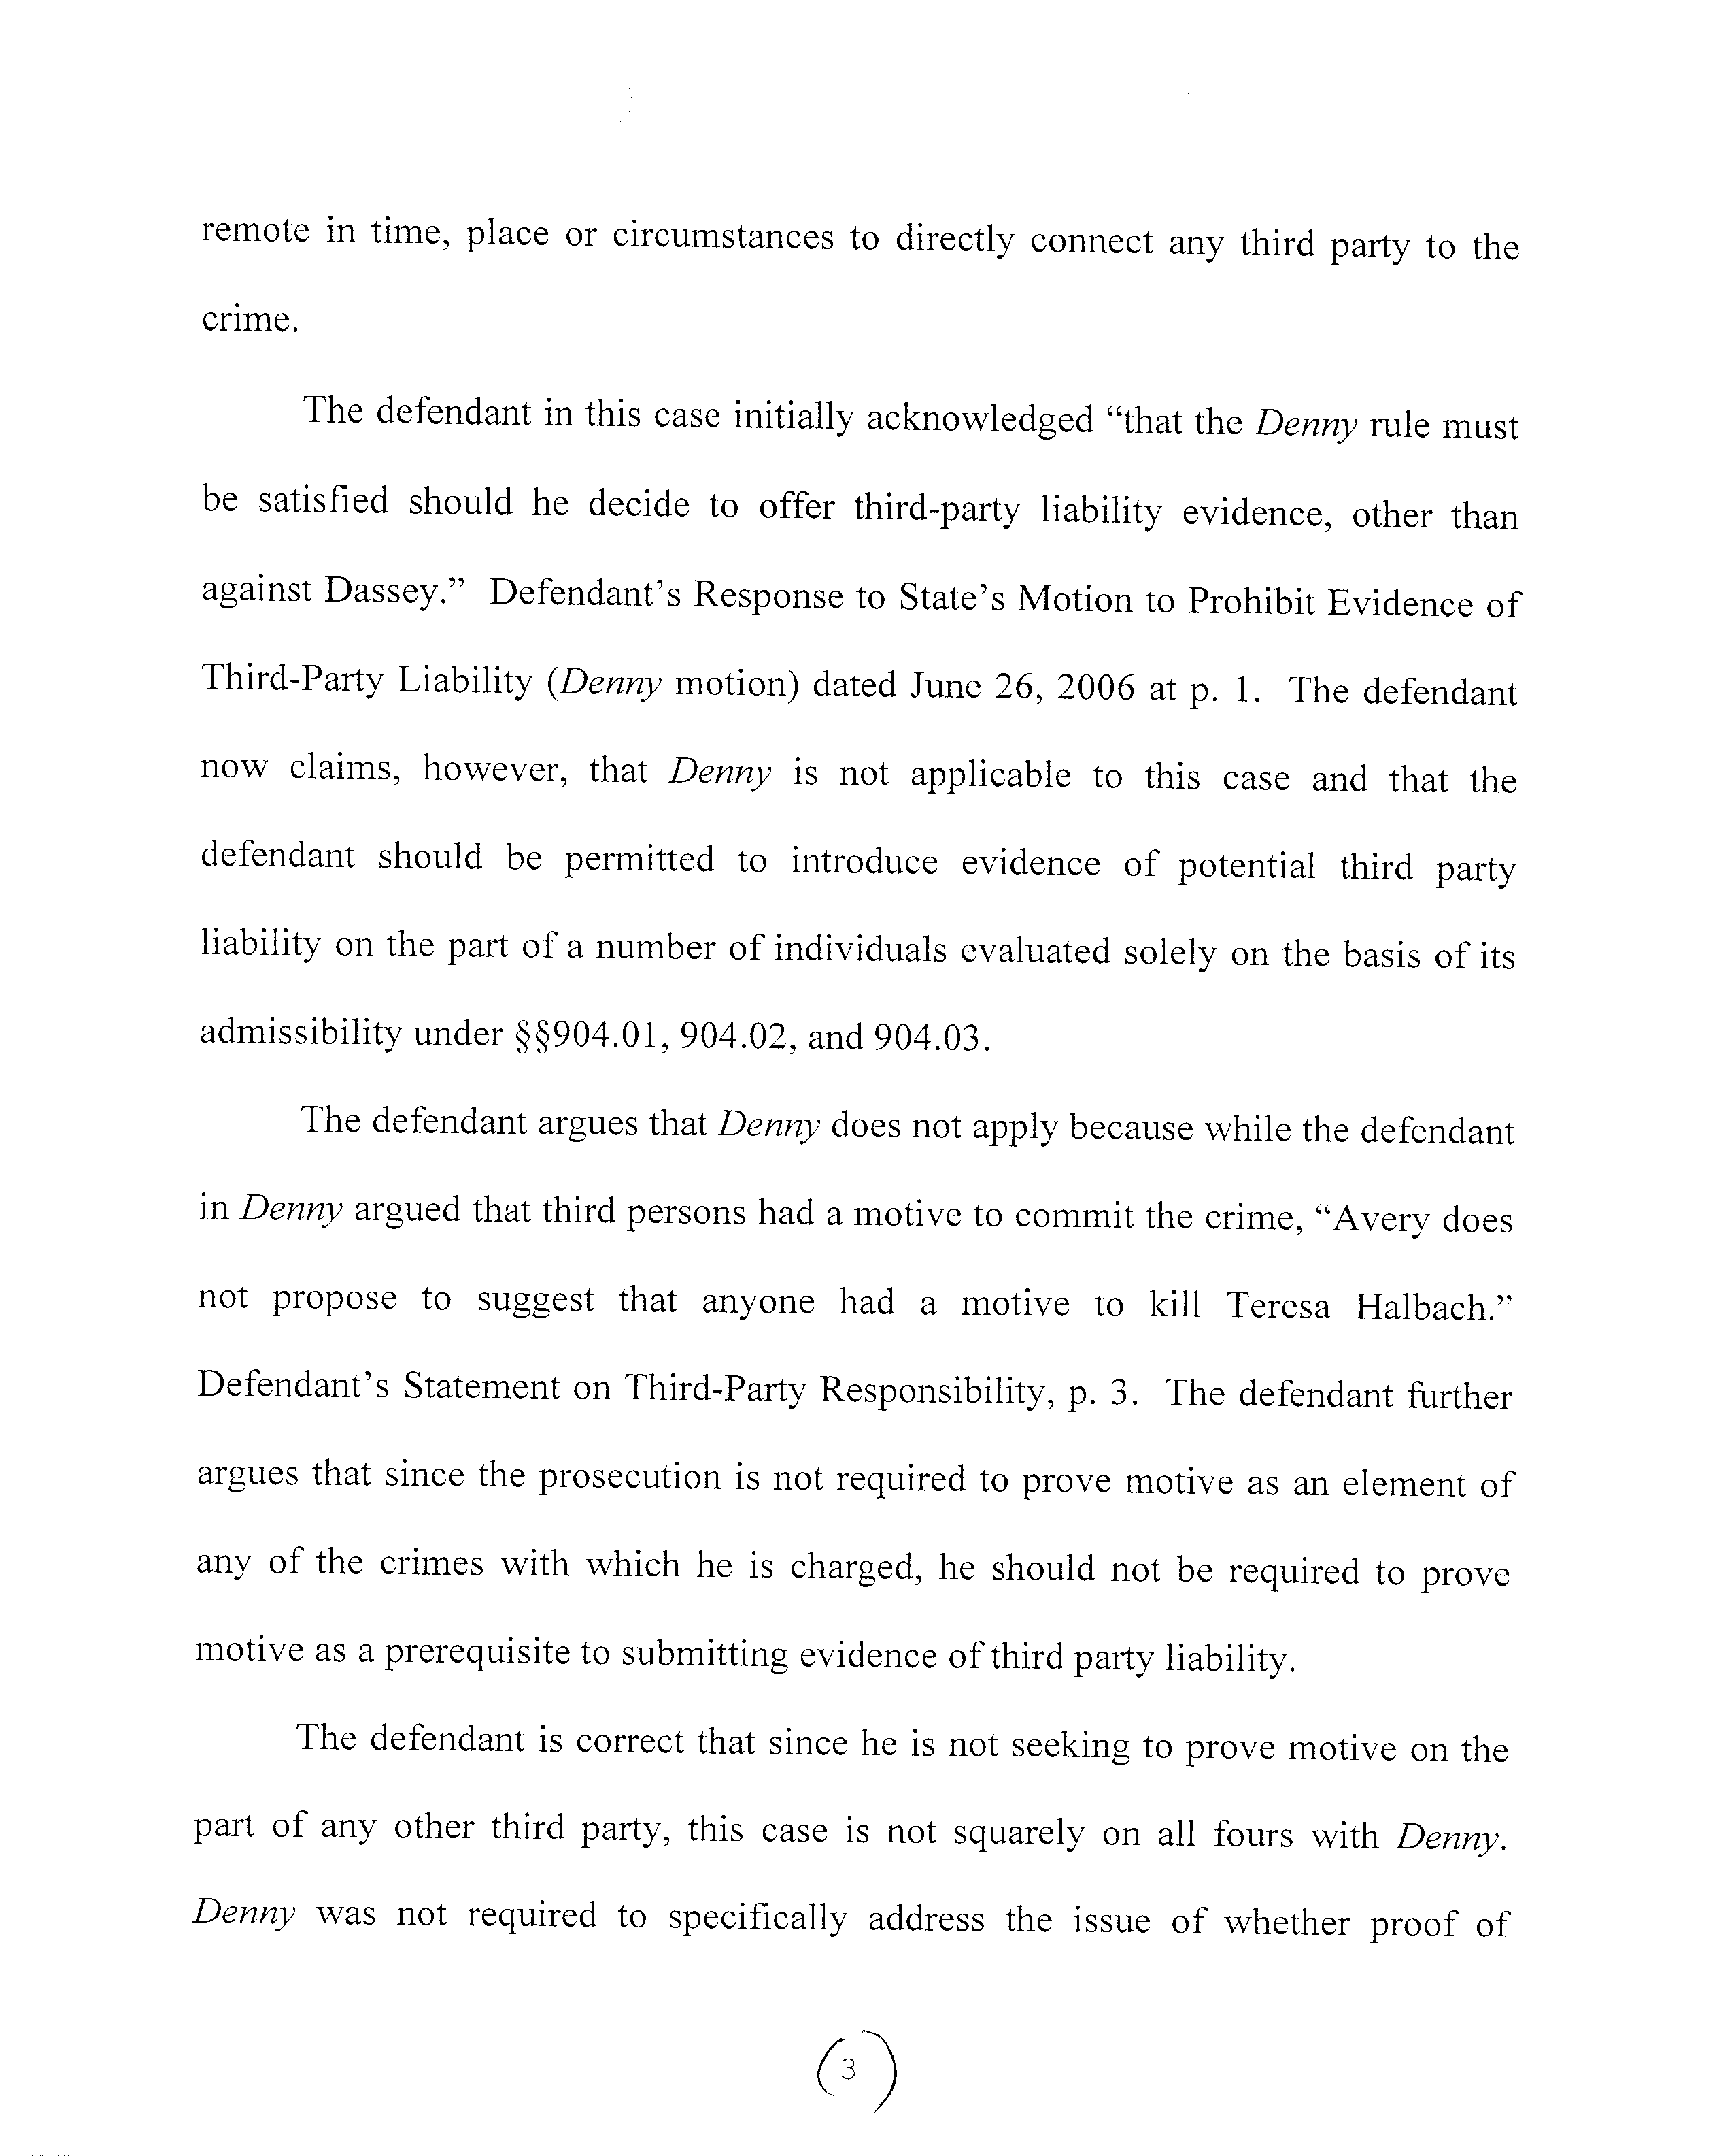 remote in time, place or circumstances to directly connect any third party to the
crime.
The defendant in this case initially acknowledged “that the Denny rule must
be satisfied should he decide to offer third-party liability evidence, other than
against Dassey.” Defendant’s Response to State’s Motion to Prohibit Evidence of
Third-Party Liability (Denny motion) dated June 26, 2006 at p. 1. The defendant
now claims, however, that Denny is not applicable to this case and that the
defendant should be permitted to introduce evidence of potential third party
liability on the part of a number of individuals evaluated solely on the basis of its
admissibility under §§904.01, 904.02, and 904.03.
The defendant argues that Denny does not apply because while the defendant
in Denny argued that third persons had a motive to commit the crime, “Avery does
not propose to suggest that anyone had a motive to kill Teresa Halbach.”
Defendant’s Statement on Third-Party Responsibility, p. 3. The defendant further
argues that since the prosecution is not required to prove motive as an element of
any of the crimes with which he is charged, he should not be required to prove
motive as a prerequisite to submitting evidence of third party liability.
The defendant is correct that since he is not seeking to prove motive on the
part of any other third party, this case is not squarely on all fours with Denny.
Denny was not required to specifically address the issue of whether proof of
(3)